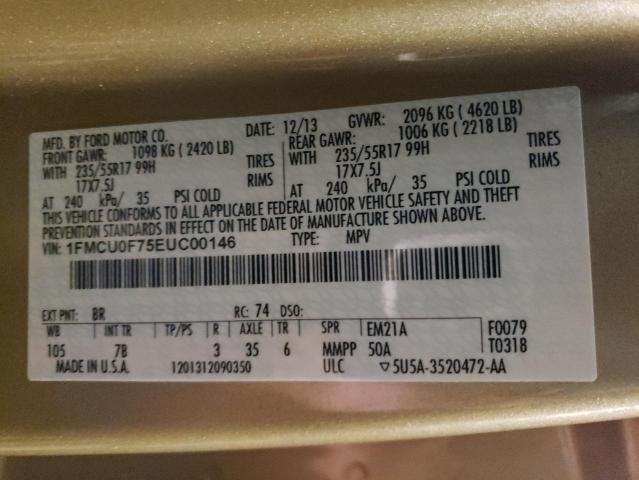 MFD. BY FORD MOTOR CO.
DATE: 12/13 GVWR: 2096 KG ( 4620 LB)
FRONT GAWR: 1098 KG ( 2420 LB) REAR GAWR: 1006 KG ( 2218 LB)
WITH 235/55R17 99H TIRES WITH 235/55R17 99H TIRES
17X7.5J RIMS 17X7.5J RIMS
AT 240 kPa/ 35 PSI COLD AT 240 kPa/ 35 PSI COLD
THIS VEHICLE CONFORMS TO ALL APPLICABLE FEDERAL MOTOR VEHICLE SAFETY AND THEFT
PREVENTION STANDARDS IN EFFECT ON THE DATE OF MANUFACTURE SHOWN ABOVE.
VIN: 1FMCU0F75EUC00146 TYPE: MPV
EXT PNT: BR RC: 74 DSO:
WB INT TR TP/PS R AXLE TR SPR EM21A F0079
105 7B 3 35 6 MMPP 50A T0318
MADE IN U.S.A. 1201312090350 ULC ▽5U5A-3520472-AA